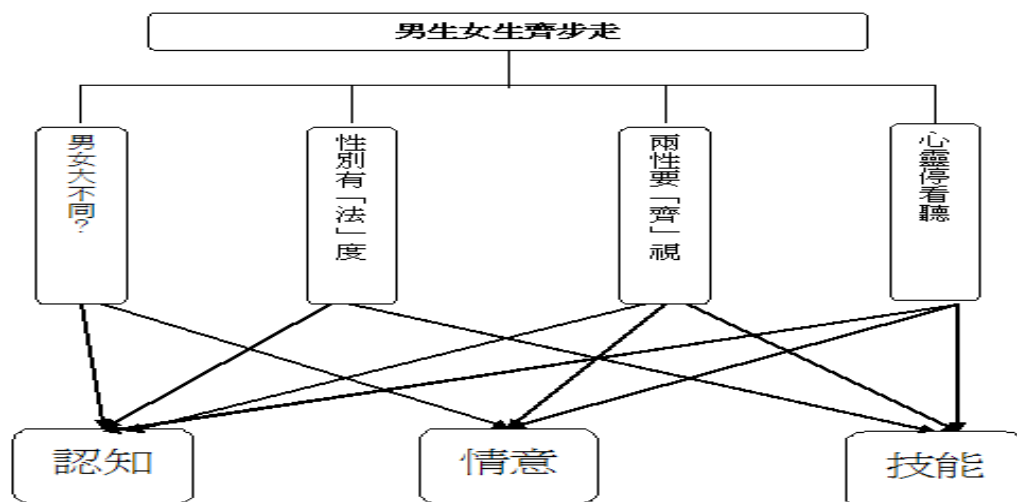 男生女生齊步走
男女大不同?
性別有「法」度
兩性要「齊」視
心靈停看聽
認知
情意
技能